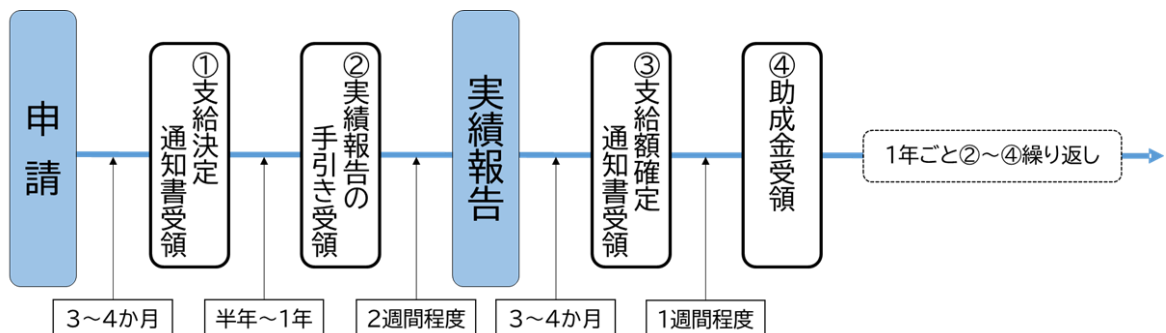 申請
①支給決定
通知書受領
②実績報告の
手引き受領
実績報告
③支給額確定
通知書受領
④助成金受領
1年ごと②～④繰り返し
3～4か月
半年～1年
2週間程度
3～4か月
1週間程度